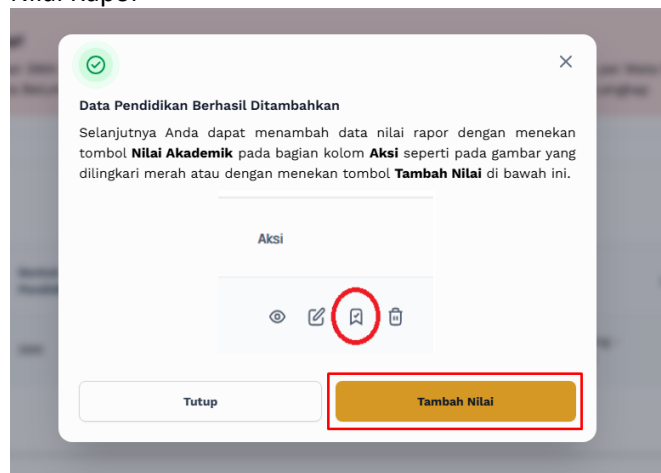 Data Pendidikan Berhasil Ditambahkan
Selanjutnya Anda dapat menambah data nilai rapor dengan menekan
tombol Nilai Akademik pada bagian kolom Aksi seperti pada gambar yang
dilingkari merah atau dengan menekan tombol Tambah Nilai di bawah ini.
Aksi
Tutup
Tambah Nilai